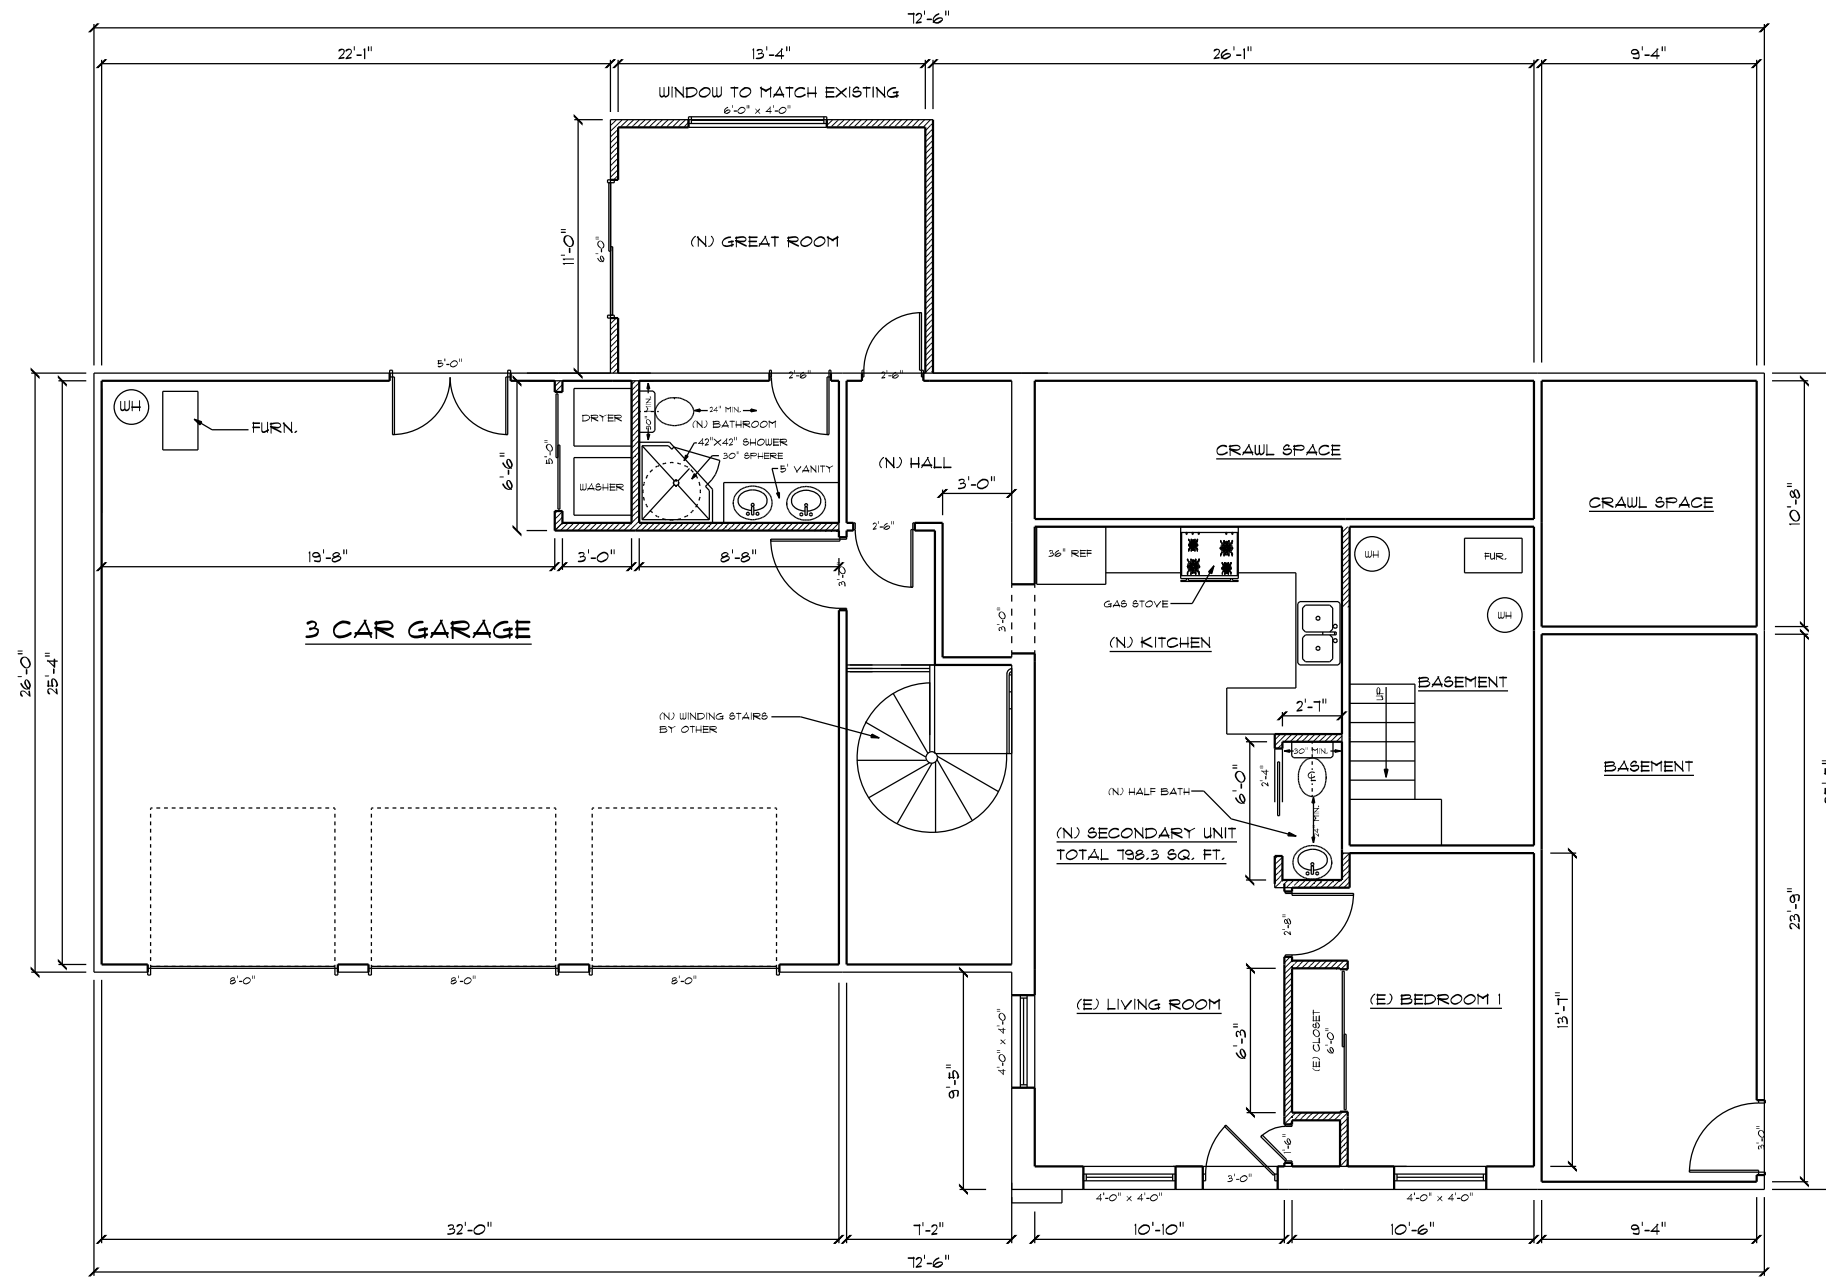 72'-6"
22'-1"
13'-4"
26'-1"
9'-4"
WINDOW TO MATCH EXISTING
6'-0" x 4'-0"
11'-0"
6'-0"
(N) GREAT ROOM
5'-0"
2'-6"
2'-6"
WH
FURN.
DRYER
WASHER
5'-0"
6'-6"
30" MIN.
24" MIN.
(N) BATHROOM
42"X42" SHOWER
30" SPHERE
5' VANITY
(N) HALL
3'-0"
2'-6"
CRAWL SPACE
CRAWL SPACE
10'-8"
19'-8"
3'-0"
8'-8"
3'-0"
36" REF
GAS STOVE
WH
FUR.
WH
3'-0"
3 CAR GARAGE
(N) KITCHEN
26'-0"
25'-4"
UP
BASEMENT
2'-7"
(N) WINDING STAIRS
BY OTHER
30" MIN.
2'-4"
6'-0"
BASEMENT
(N) HALF BATH
24" MIN.
(N) SECONDARY UNIT
TOTAL 798.3 SQ. FT.
2'-8"
23'-9"
8'-0"
8'-0"
8'-0"
(E) LIVING ROOM
(E) BEDROOM 1
4'-0" x 4'-0"
6'-3"
(E) CLOSET
6'-0"
13'-7"
9'-5"
1'-6"
3'-0"
3'-0"
4'-0" x 4'-0"
4'-0" x 4'-0"
32'-0"
7'-2"
10'-10"
10'-6"
9'-4"
72'-6"